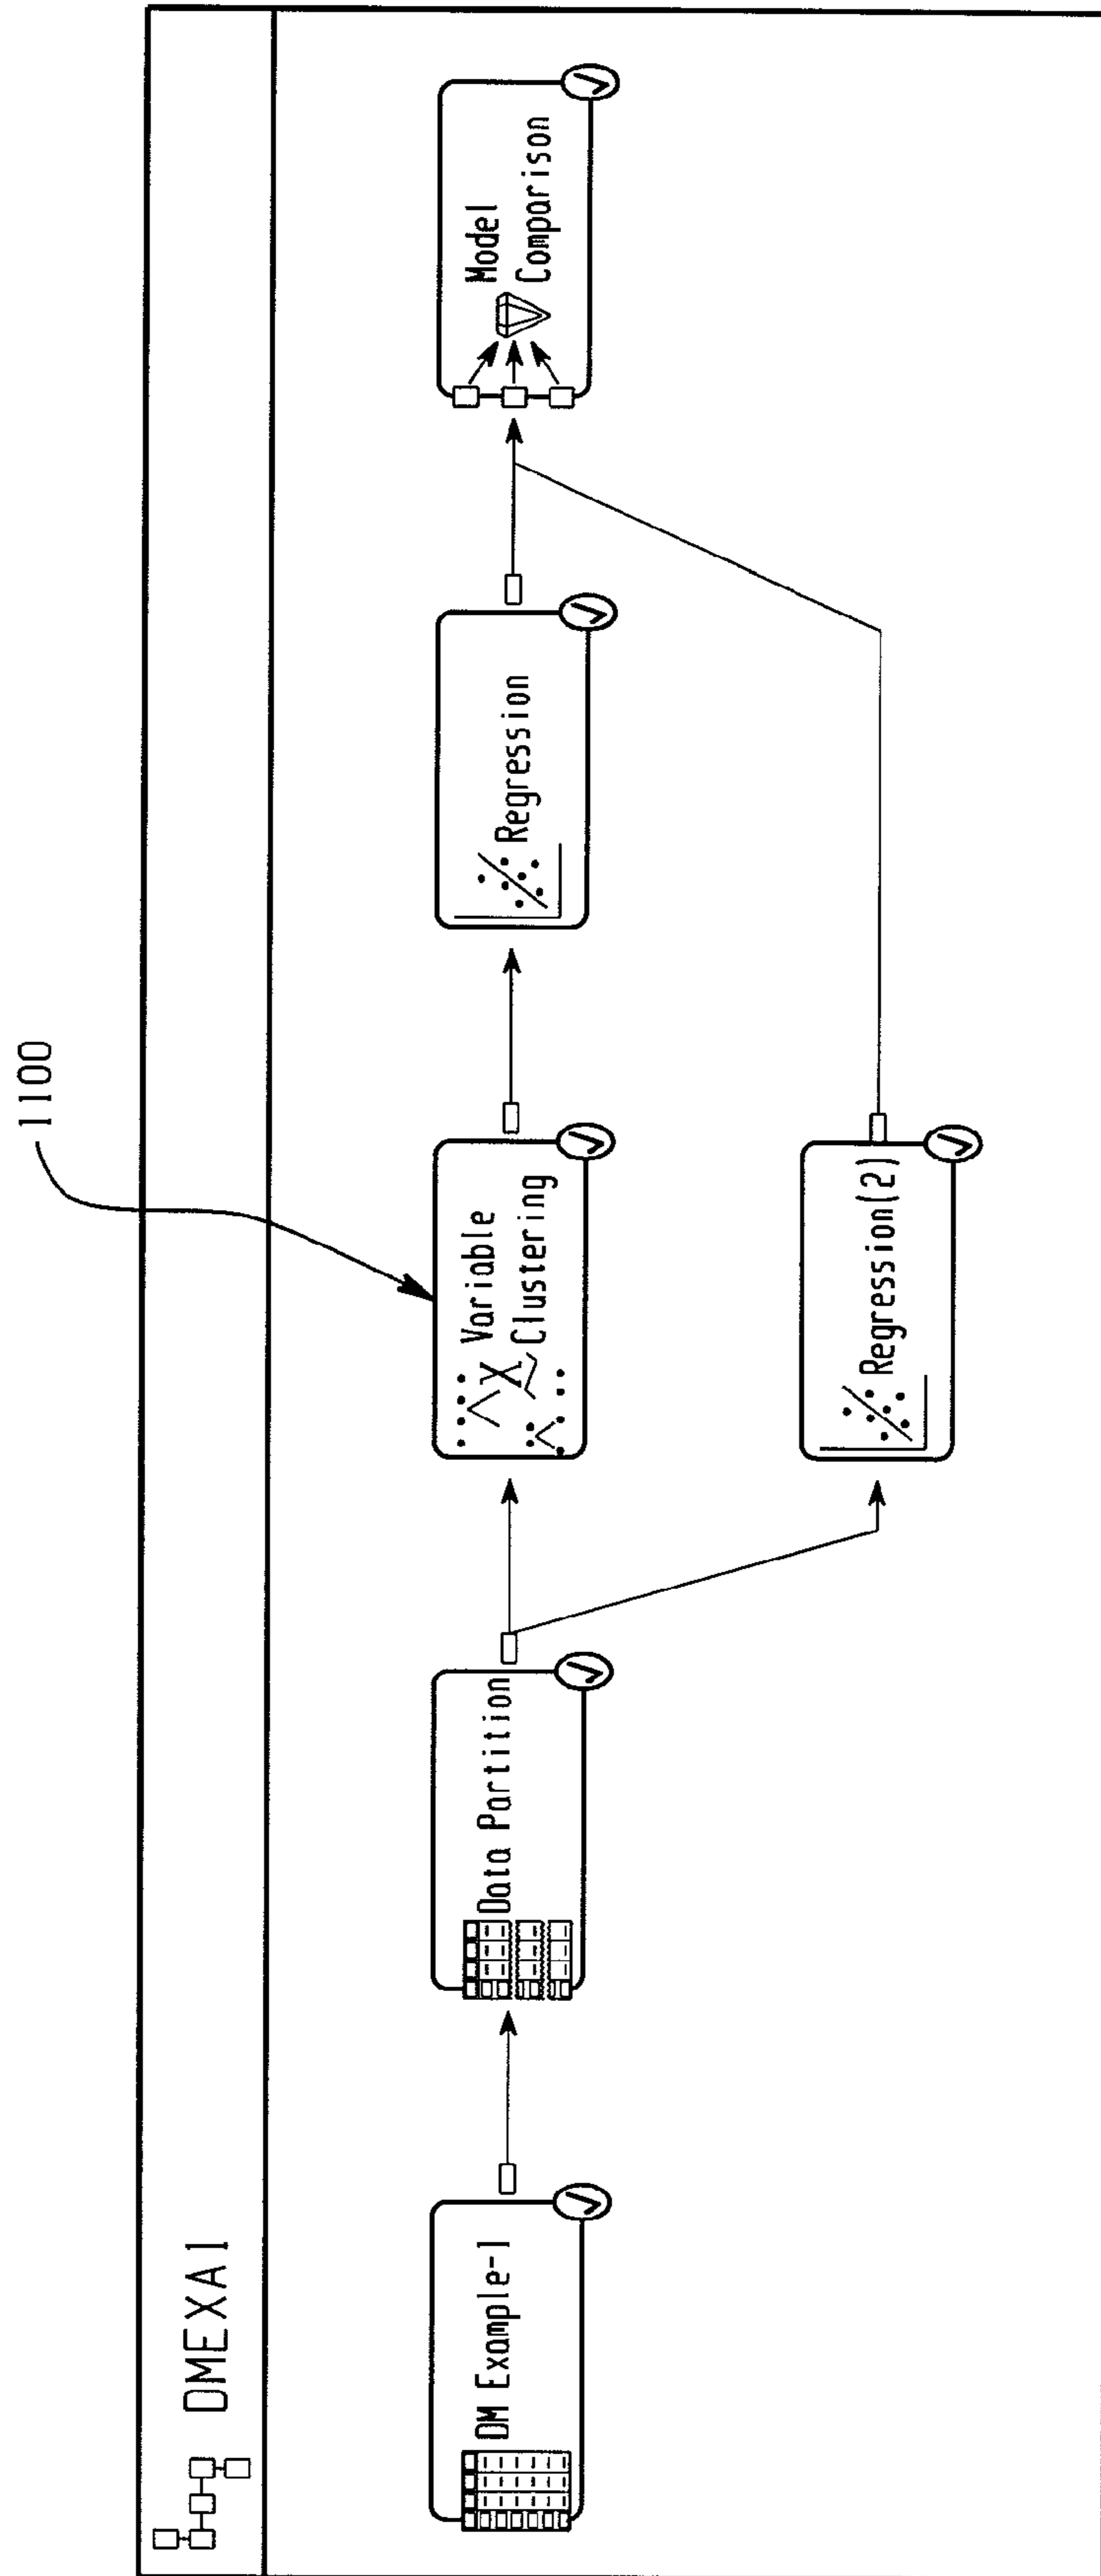 1100
DMEXA1
DM Example-1
Data Partition
Variable
Clustering
Regression
Model
Comparison
Regression(2)